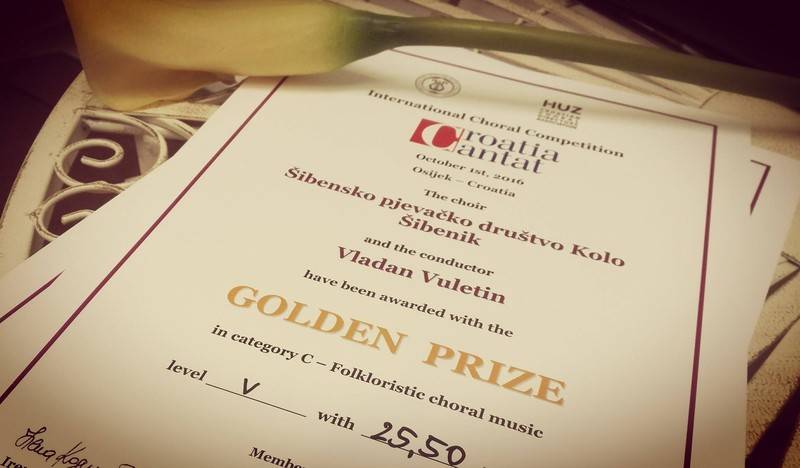 HUZ
International Choral Competition
Croatia
Cantat
October 1st, 2016
Osijek – Croatia
The choir
Šibensko pjevačko društvo Kolo
Šibenik
and the conductor
Vladan Vuletin
have been awarded with the
GOLDEN PRIZE
in category C – Folkloristic choral music
level V with 25,50